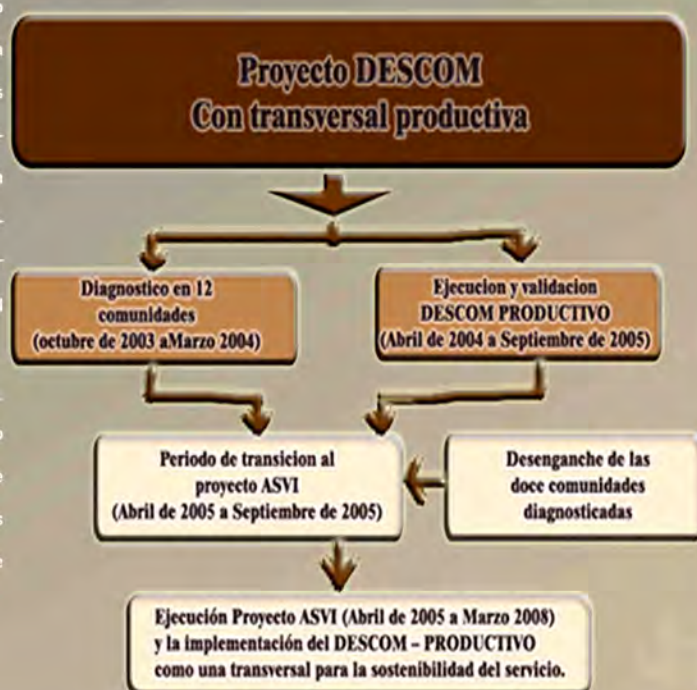 Proyecto DESCOM
Con transversal productiva
Diagnostico en 12
comunidades
(octubre de 2003 aMarzo 2004)
Ejecucion y validacion
DESCOM PRODUCTIVO
(Abril de 2004 a Septiembre de 2005)
Periodo de transicion al
proyecto ASVI
(Abril de 2005 a Septiembre de 2005)
Desenganche de las
doce comunidades
diagnosticadas
Ejecución Proyecto ASVI (Abril de 2005 a Marzo 2008)
y la implementación del DESCOM – PRODUCTIVO
como una transversal para la sostenibilidad del servicio.